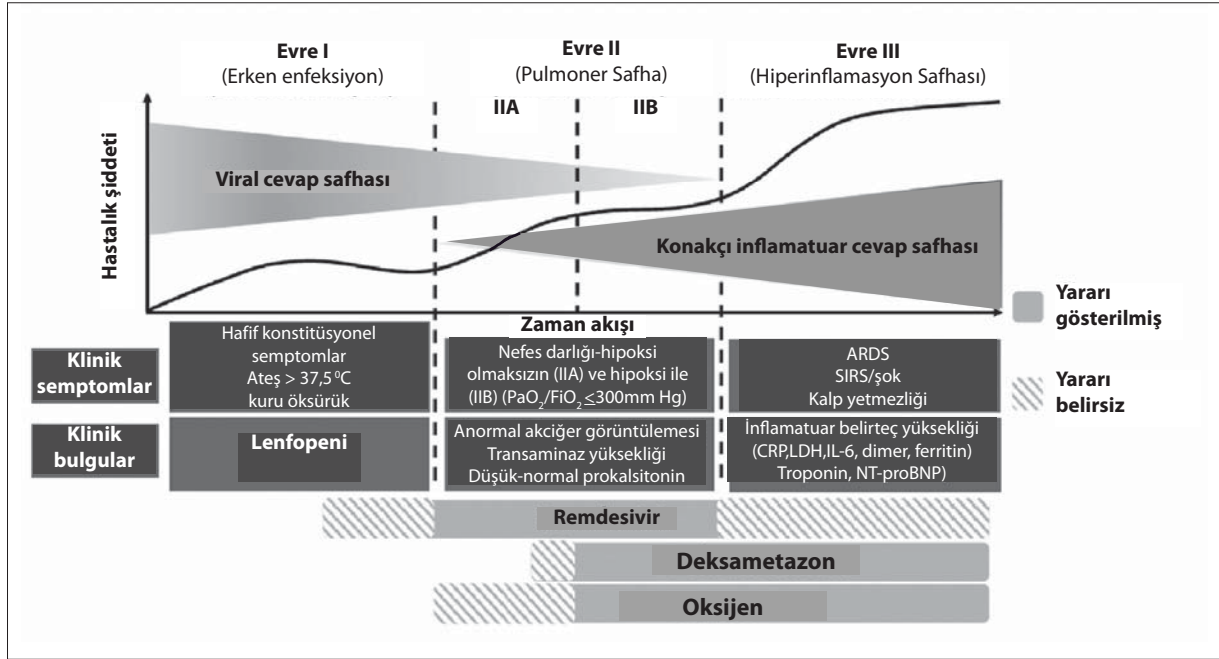 Evre I
(Erken enfeksiyon)
Evre II
(Pulmoner Safha)
Evre III
(Hiperinflamasyon Safhası)
IIA
IIB
Hastalık şiddeti
Viral cevap safhası
Konakçı inflamatuar cevap safhası
Zaman akışı
Yararı
gösterilmiş
Yararı
belirsiz
Klinik
semptomlar
Hafif konstitüsyonel
semptomlar
Ateş > 37,5 ⁰C
kuru öksürük
Nefes darlığı-hipoksi
olmaksızın (IIA) ve hipoksi ile
(IIB) (PaO₂/FiO₂ ≤300mm Hg)
ARDS
SIRS/şok
Kalp yetmezliği
Klinik
bulgular
Lenfopeni
Anormal akciğer görüntülemesi
Transaminaz yüksekliği
Düşük-normal prokalsitonin
İnflamatuar belirteç yüksekliği
(CRP,LDH,IL-6, dimer, ferritin)
Troponin, NT-proBNP)
Remdesivir
Deksametazon
Oksijen